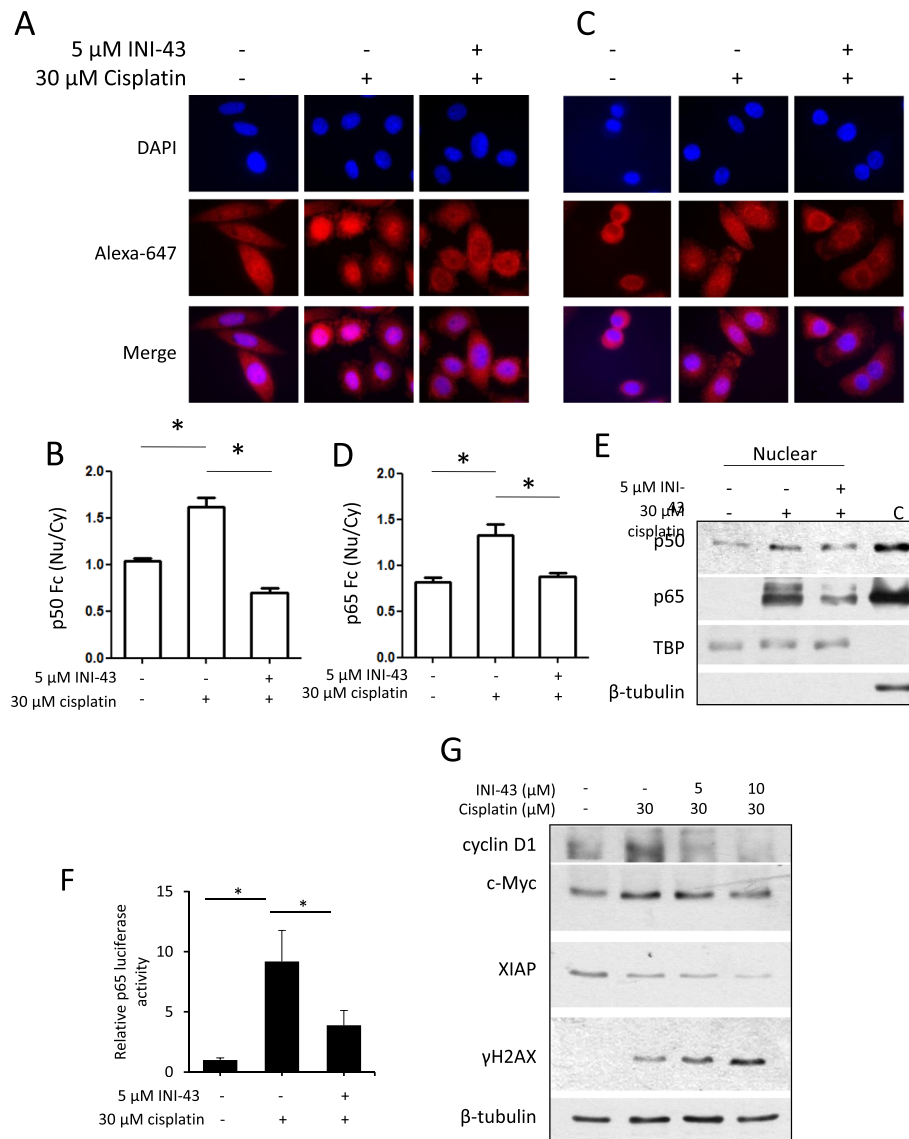 A
C
5 µM INI-43 - - + +
30 µM Cisplatin - + + - + +
DAPI
Alexa-647
Merge
B
*
*
p50 Fc (Nu/Cy)
2.0
1.5
1.0
0.5
0.0
5 µM INI-43 - - +
30 µM cisplatin - + +
D
*
*
p65 Fc (Nu/Cy)
2.0
1.5
1.0
0.5
0.0
5 µM INI-43 - - +
30 µM cisplatin - + +
E
Nuclear
5 µM INI-43 - - +
30 µM cisplatin - + + C
p50
p65
TBP
β-tubulin
F
*
*
Relative p65 luciferase
activity
15
10
5
0
5 µM INI-43 - - +
30 µM cisplatin - + +
G
INI-43 (µM) - - 5 10
Cisplatin (µM) - 30 30 30
cyclin D1
c-Myc
XIAP
γH2AX
β-tubulin